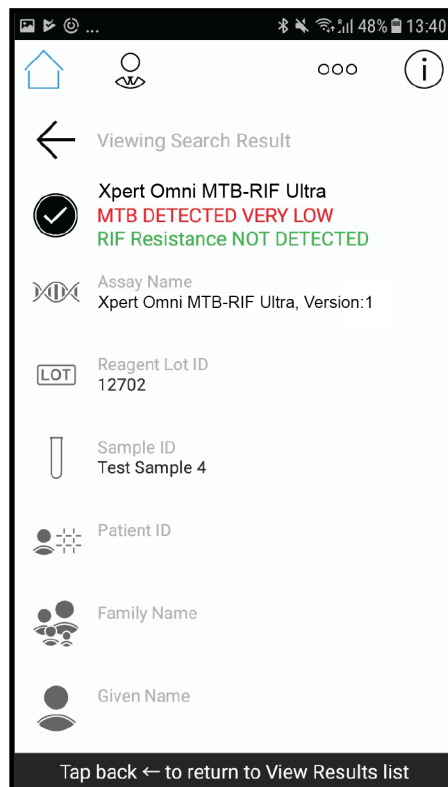 ... 48% 13:40
Viewing Search Result
Xpert Omni MTB-RIF Ultra
MTB DETECTED VERY LOW
RIF Resistance NOT DETECTED
Assay Name
Xpert Omni MTB-RIF Ultra, Version:1
LOT
Reagent Lot ID
12702
Sample ID
Test Sample 4
Patient ID
Family Name
Given Name
Tap back ← to return to View Results list